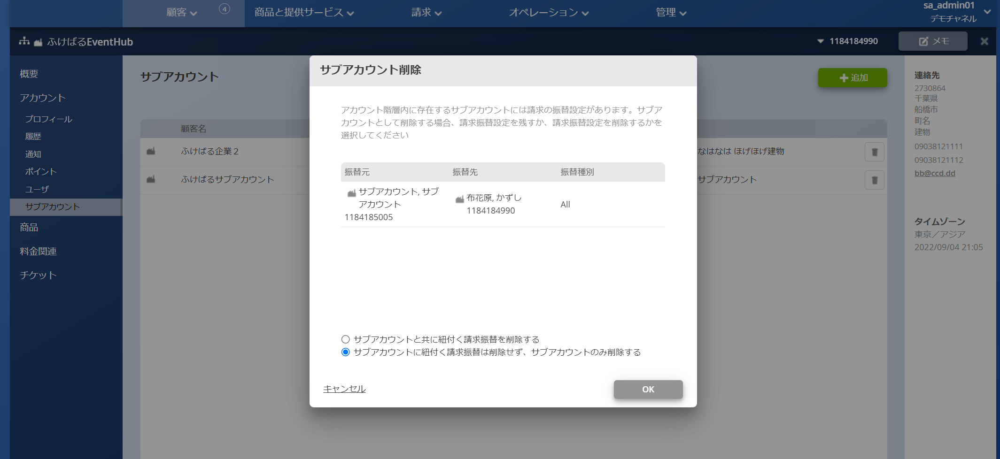 顧客
4
商品と提供サービス
請求
オペレーション
管理
sa_admin01
デモチャネル
ふけばるEventHub
1184184990
メモ
概要
アカウント
プロフィール
履歴
通知
ポイント
ユーザ
サブアカウント
商品
料金関連
チケット
サブアカウント
追加
顧客名
ふけばる企業２
なはなは ほげほげ建物
ふけばるサブアカウント
サブアカウント
サブアカウント削除
アカウント階層内に存在するサブアカウントには請求の振替設定があります。サブア
カウントとして削除する場合、請求振替設定を残すか、請求振替設定を削除するかを
選択してください
振替元 振替先 振替種別
サブアカウント, サブ
アカウント
1184185005
布花原, かずし
1184184990
All
サブアカウントと共に紐付く請求振替を削除する
サブアカウントに紐付く請求振替は削除せず、サブアカウントのみ削除する
キャンセル
OK
連絡先
2730864
千葉県
船橋市
町名
建物
09038121111
09038121112
bb@ccd.dd
タイムゾーン
東京／アジア
2022/09/04 21:05